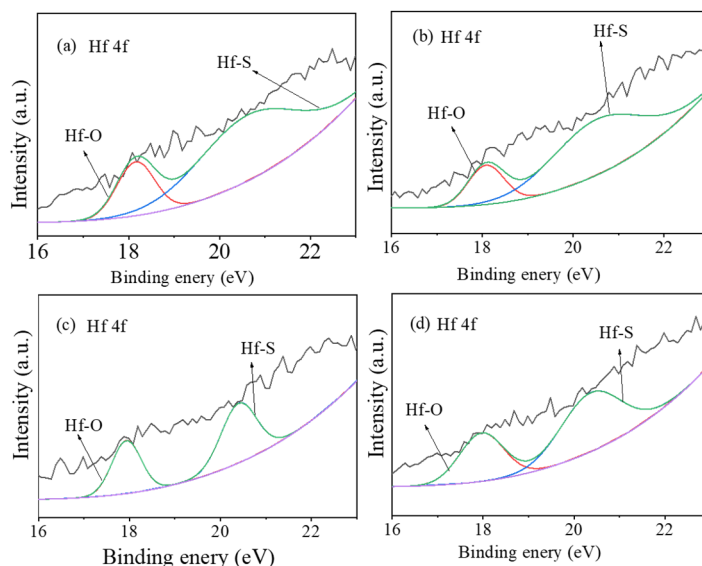 (a) Hf 4f
Hf-S
Hf-O
Intensity (a.u.)
16 18 20 22
Binding enery (eV)
(b) Hf 4f
Hf-S
Hf-O
Intensity (a.u.)
16 18 20 22
Binding enery (eV)
(c) Hf 4f
Hf-S
Hf-O
Intensity (a.u.)
16 18 20 22
Binding enery (eV)
(d) Hf 4f
Hf-S
Hf-O
Intensity (a.u.)
16 18 20 22
Binding enery (eV)